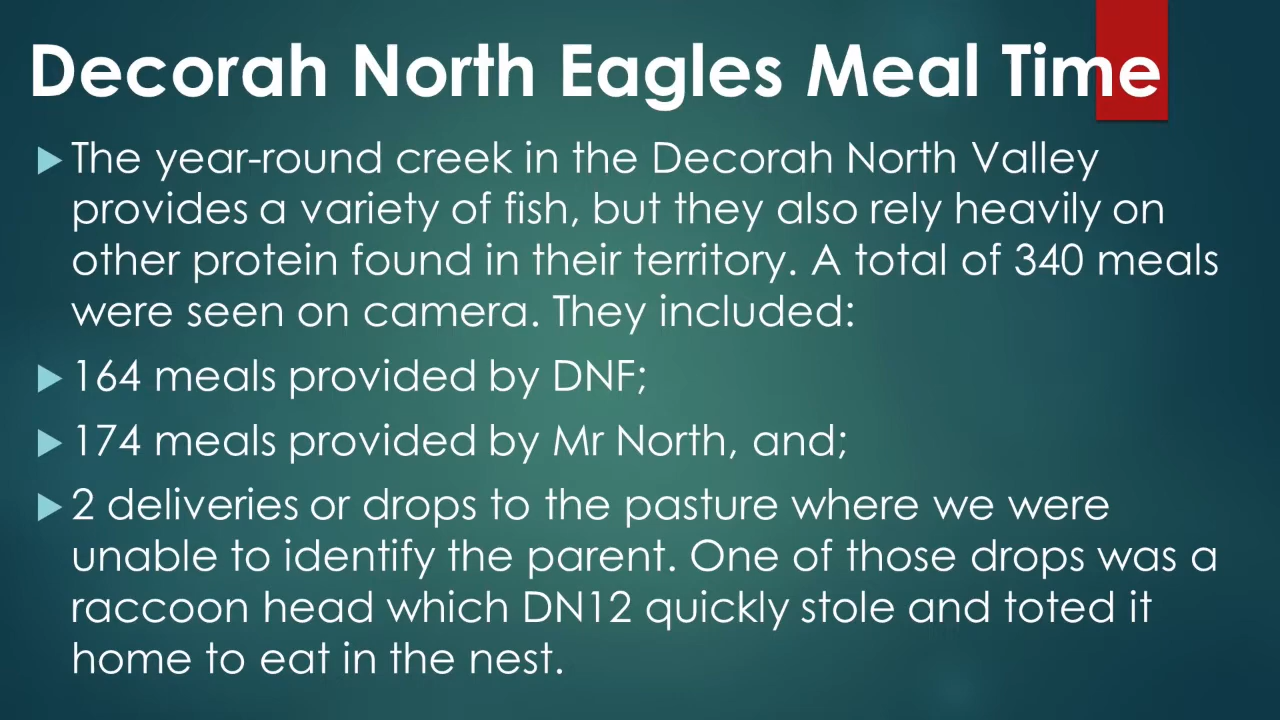 Decorah North Eagles Meal Time
The year-round creek in the Decorah North Valley
provides a variety of fish, but they also rely heavily on
other protein found in their territory. A total of 340 meals
were seen on camera. They included:
164 meals provided by DNF;
174 meals provided by Mr North, and;
2 deliveries or drops to the pasture where we were
unable to identify the parent. One of those drops was a
raccoon head which DN12 quickly stole and toted it
home to eat in the nest.